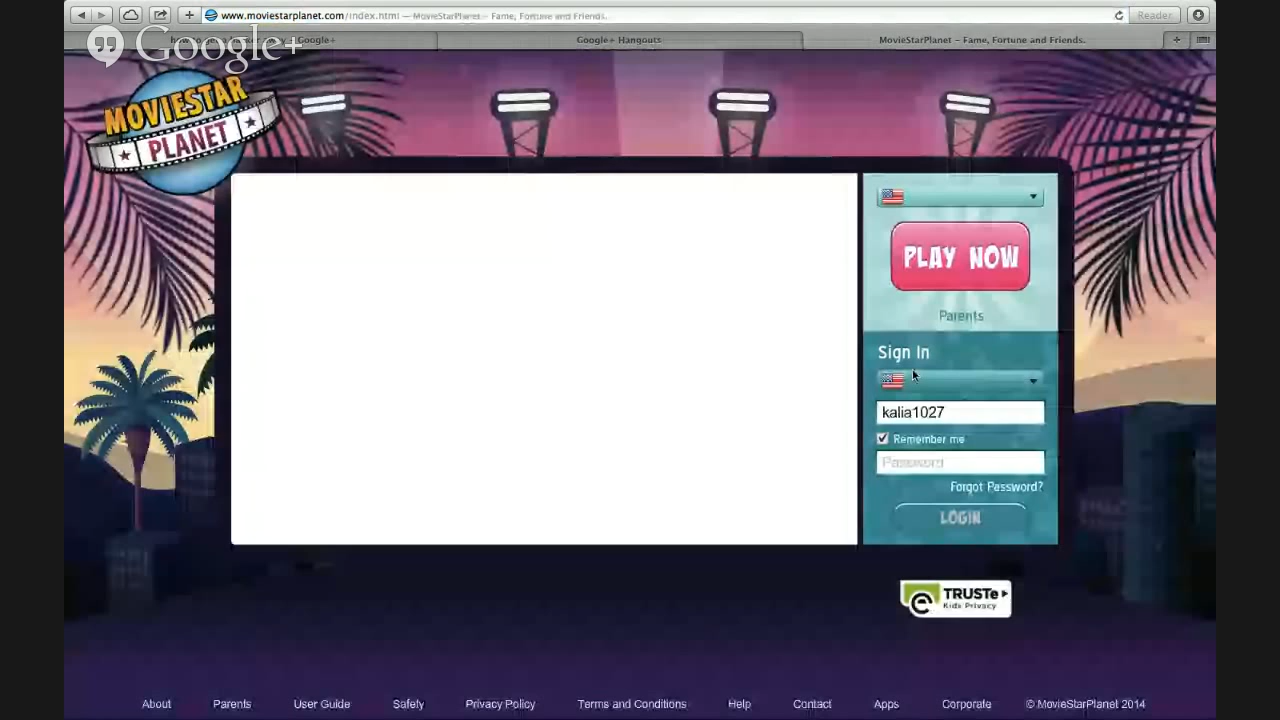 www.moviestarplanet.com/index.html — MovieStarPlanet – Fame, Fortune and Friends.
Reader
Google+
Google+
Google+ Hangouts
MovieStarPlanet – Fame, Fortune and Friends.
MOVIESTAR
PLANET
PLAY NOW
Parents
Sign In
kalia1027
Remember me
Password
Forgot Password?
LOGIN
TRUSTe
Kids Privacy
About
Parents
User Guide
Safety
Privacy Policy
Terms and Conditions
Help
Contact
Apps
Corporate
© MovieStarPlanet 2014